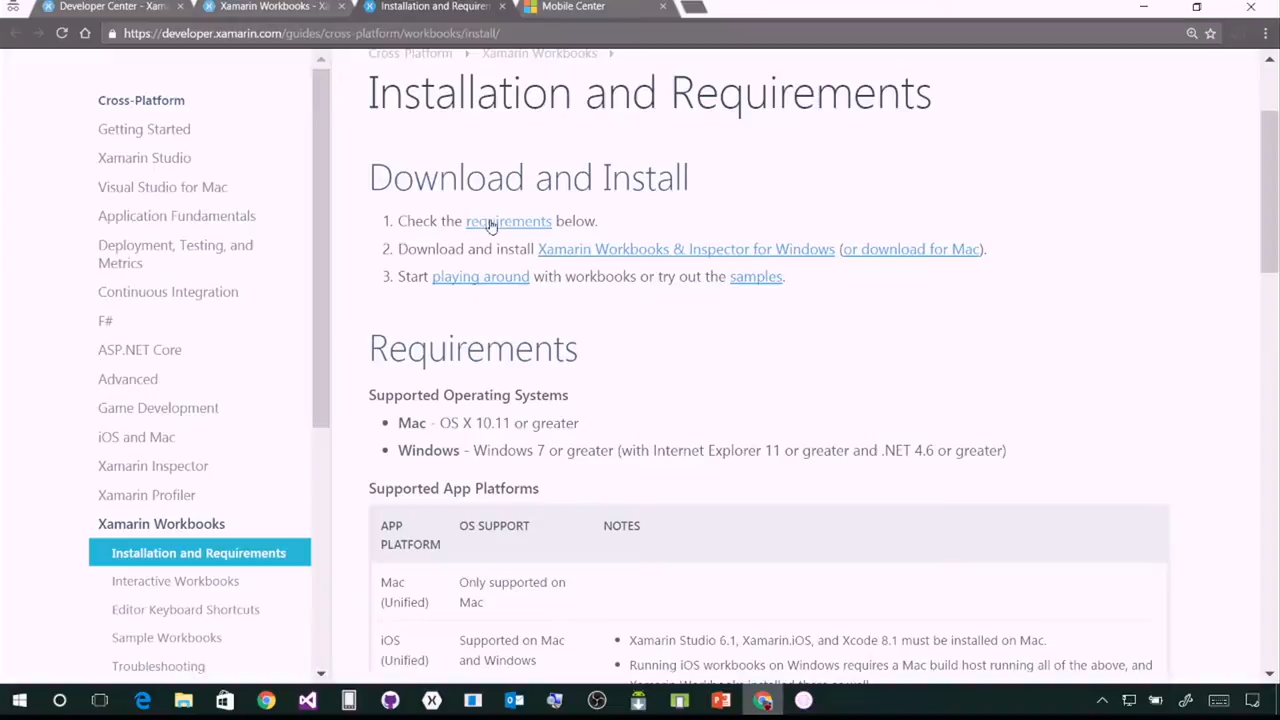 Developer Center - Xama
Xamarin Workbooks - Xa
Installation and Requiren
Mobile Center
https://developer.xamarin.com/guides/cross-platform/workbooks/install/
Cross Platform
Xamarin Workbooks
Installation and Requirements
Download and Install
1. Check the requirements below.
2. Download and install Xamarin Workbooks & Inspector for Windows (or download for Mac).
3. Start playing around with workbooks or try out the samples.
Requirements
Supported Operating Systems
• Mac - OS X 10.11 or greater
• Windows - Windows 7 or greater (with Internet Explorer 11 or greater and .NET 4.6 or greater)
Supported App Platforms
APP PLATFORM
OS SUPPORT
NOTES
Mac (Unified)
Only supported on Mac
iOS (Unified)
Supported on Mac and Windows
• Xamarin Studio 6.1, Xamarin.iOS, and Xcode 8.1 must be installed on Mac.
• Running iOS workbooks on Windows requires a Mac build host running all of the above, and
Xamarin Workbooks installed there as well.
Cross-Platform
Getting Started
Xamarin Studio
Visual Studio for Mac
Application Fundamentals
Deployment, Testing, and
Metrics
Continuous Integration
F#
ASP.NET Core
Advanced
Game Development
iOS and Mac
Xamarin Inspector
Xamarin Profiler
Xamarin Workbooks
Installation and Requirements
Interactive Workbooks
Editor Keyboard Shortcuts
Sample Workbooks
Troubleshooting